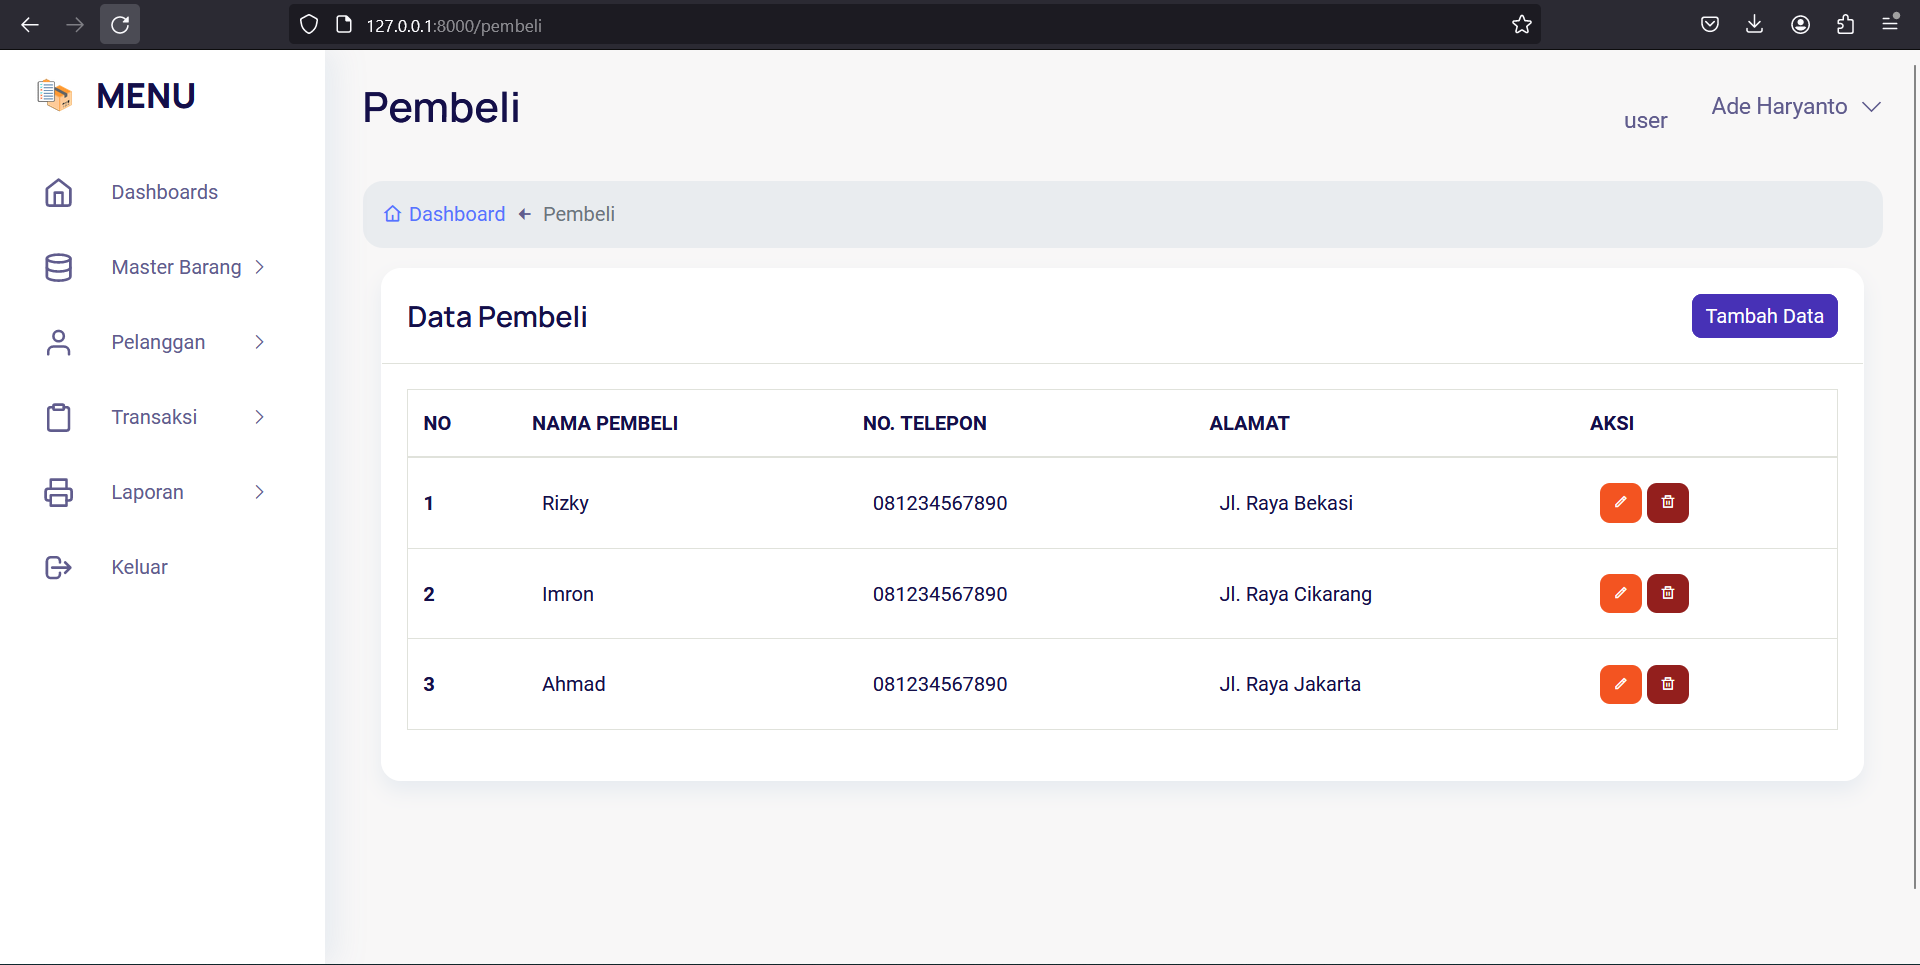 127.0.0.1:8000/pembeli
MENU
Dashboards
Master Barang
Pelanggan
Transaksi
Laporan
Keluar
Pembeli
user
Ade Haryanto
Dashboard Pembeli
Data Pembeli
Tambah Data
NO NAMA PEMBELI NO. TELEPON ALAMAT AKSI
1 Rizky 081234567890 Jl. Raya Bekasi
2 Imron 081234567890 Jl. Raya Cikarang
3 Ahmad 081234567890 Jl. Raya Jakarta